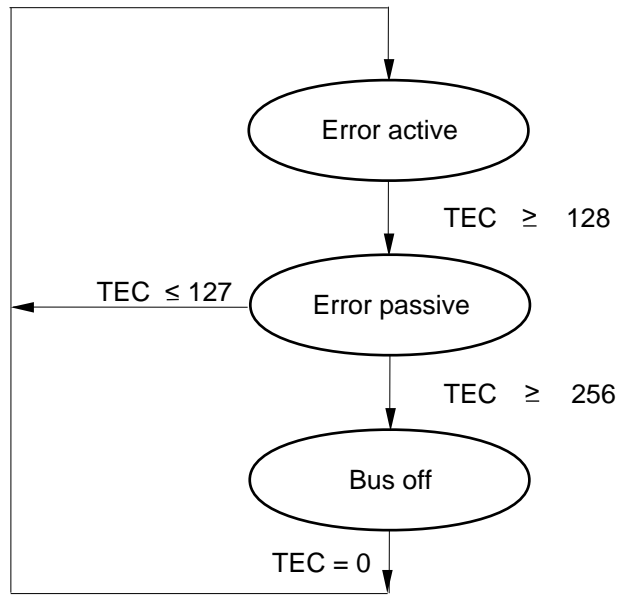 Error active
TEC ≥ 128
TEC ≤ 127
Error passive
TEC ≥ 256
Bus off
TEC = 0